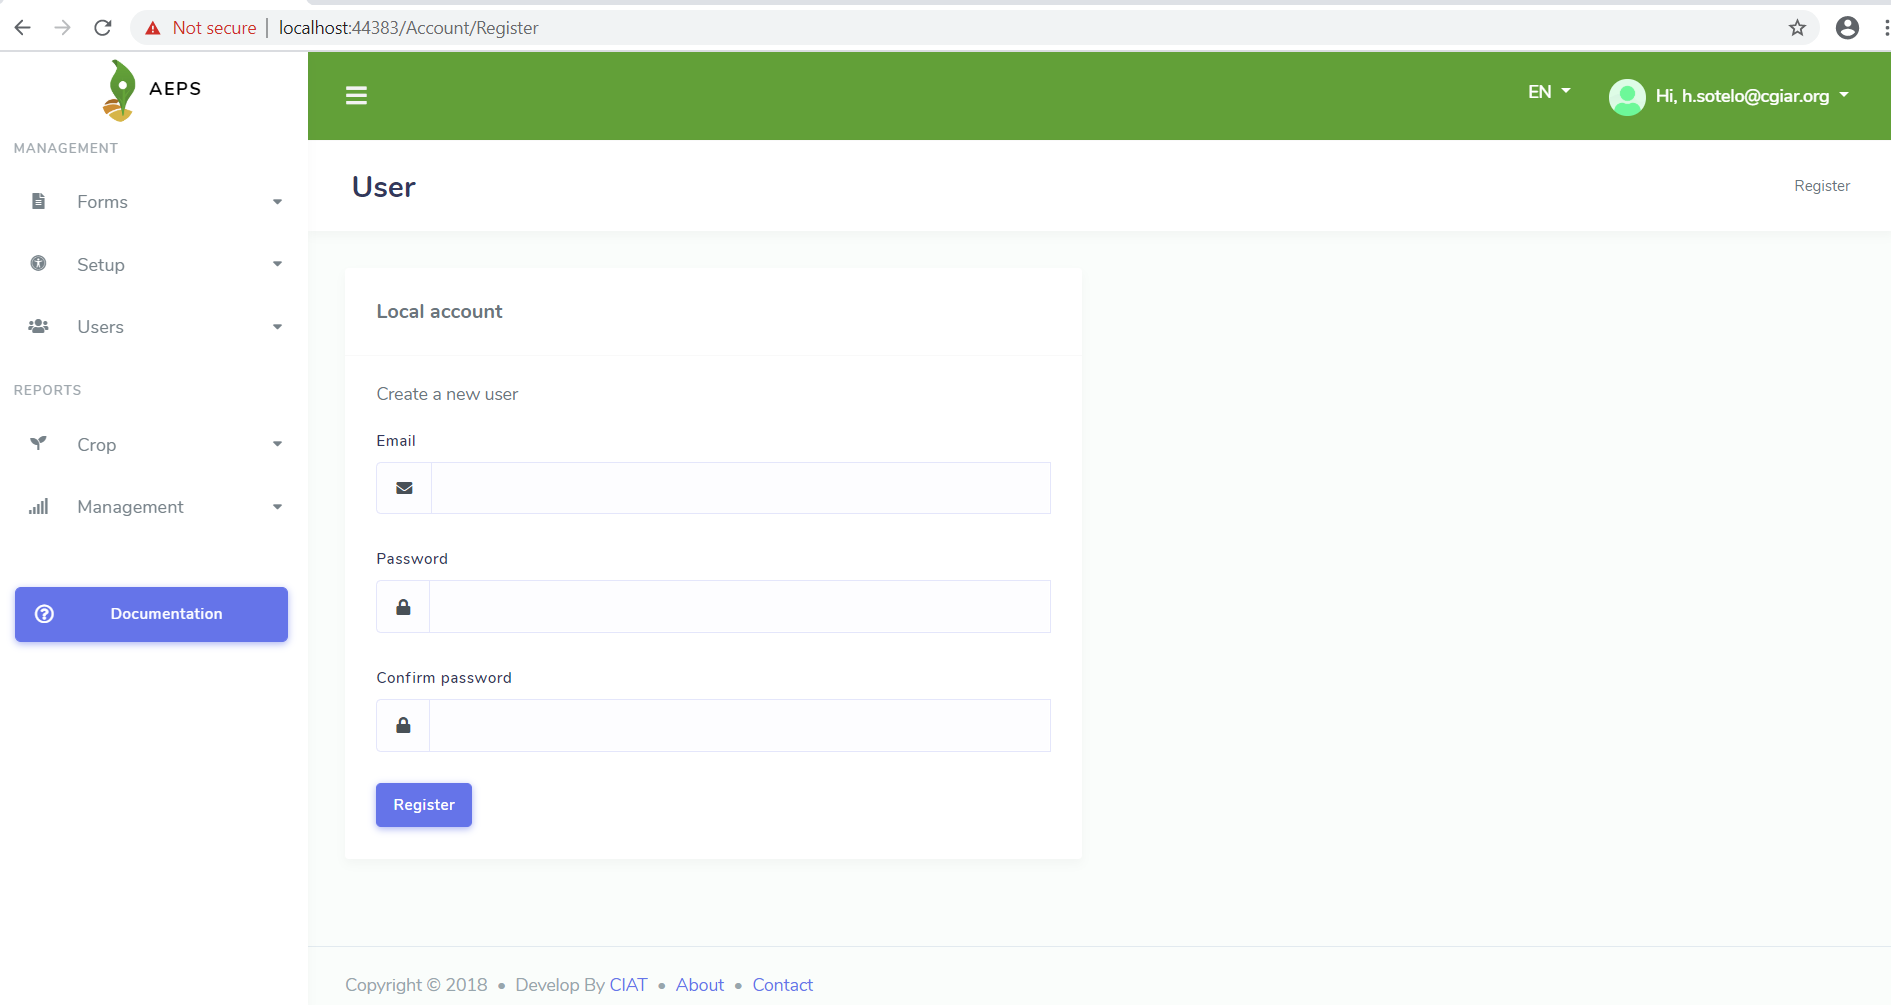 Not secure | localhost:44383/Account/Register
AEPS
EN
Hi, h.sotelo@cgiar.org
MANAGEMENT
Forms
Setup
Users
REPORTS
Crop
Management
Documentation
User
Register
Local account
Create a new user
Email
Password
Confirm password
Register
Copyright © 2018 • Develop By CIAT • About • Contact